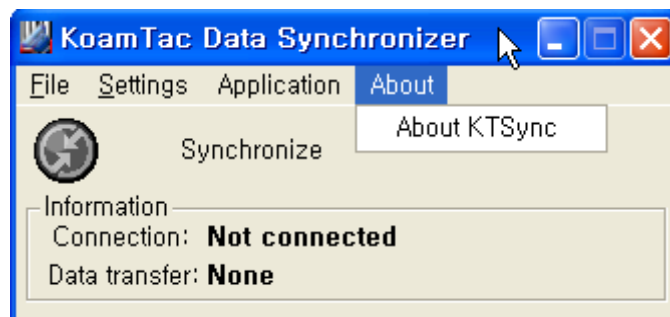 KoamTac Data Synchronizer
File Settings Application About
About KTSync
Synchronize
Information
Connection: Not connected
Data transfer: None